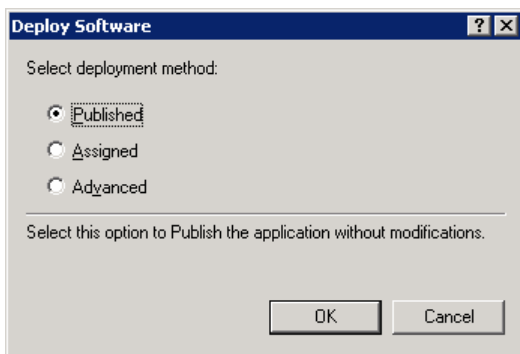 Deploy Software
Select deployment method:
Published
Assigned
Advanced
Select this option to Publish the application without modifications.
OK Cancel